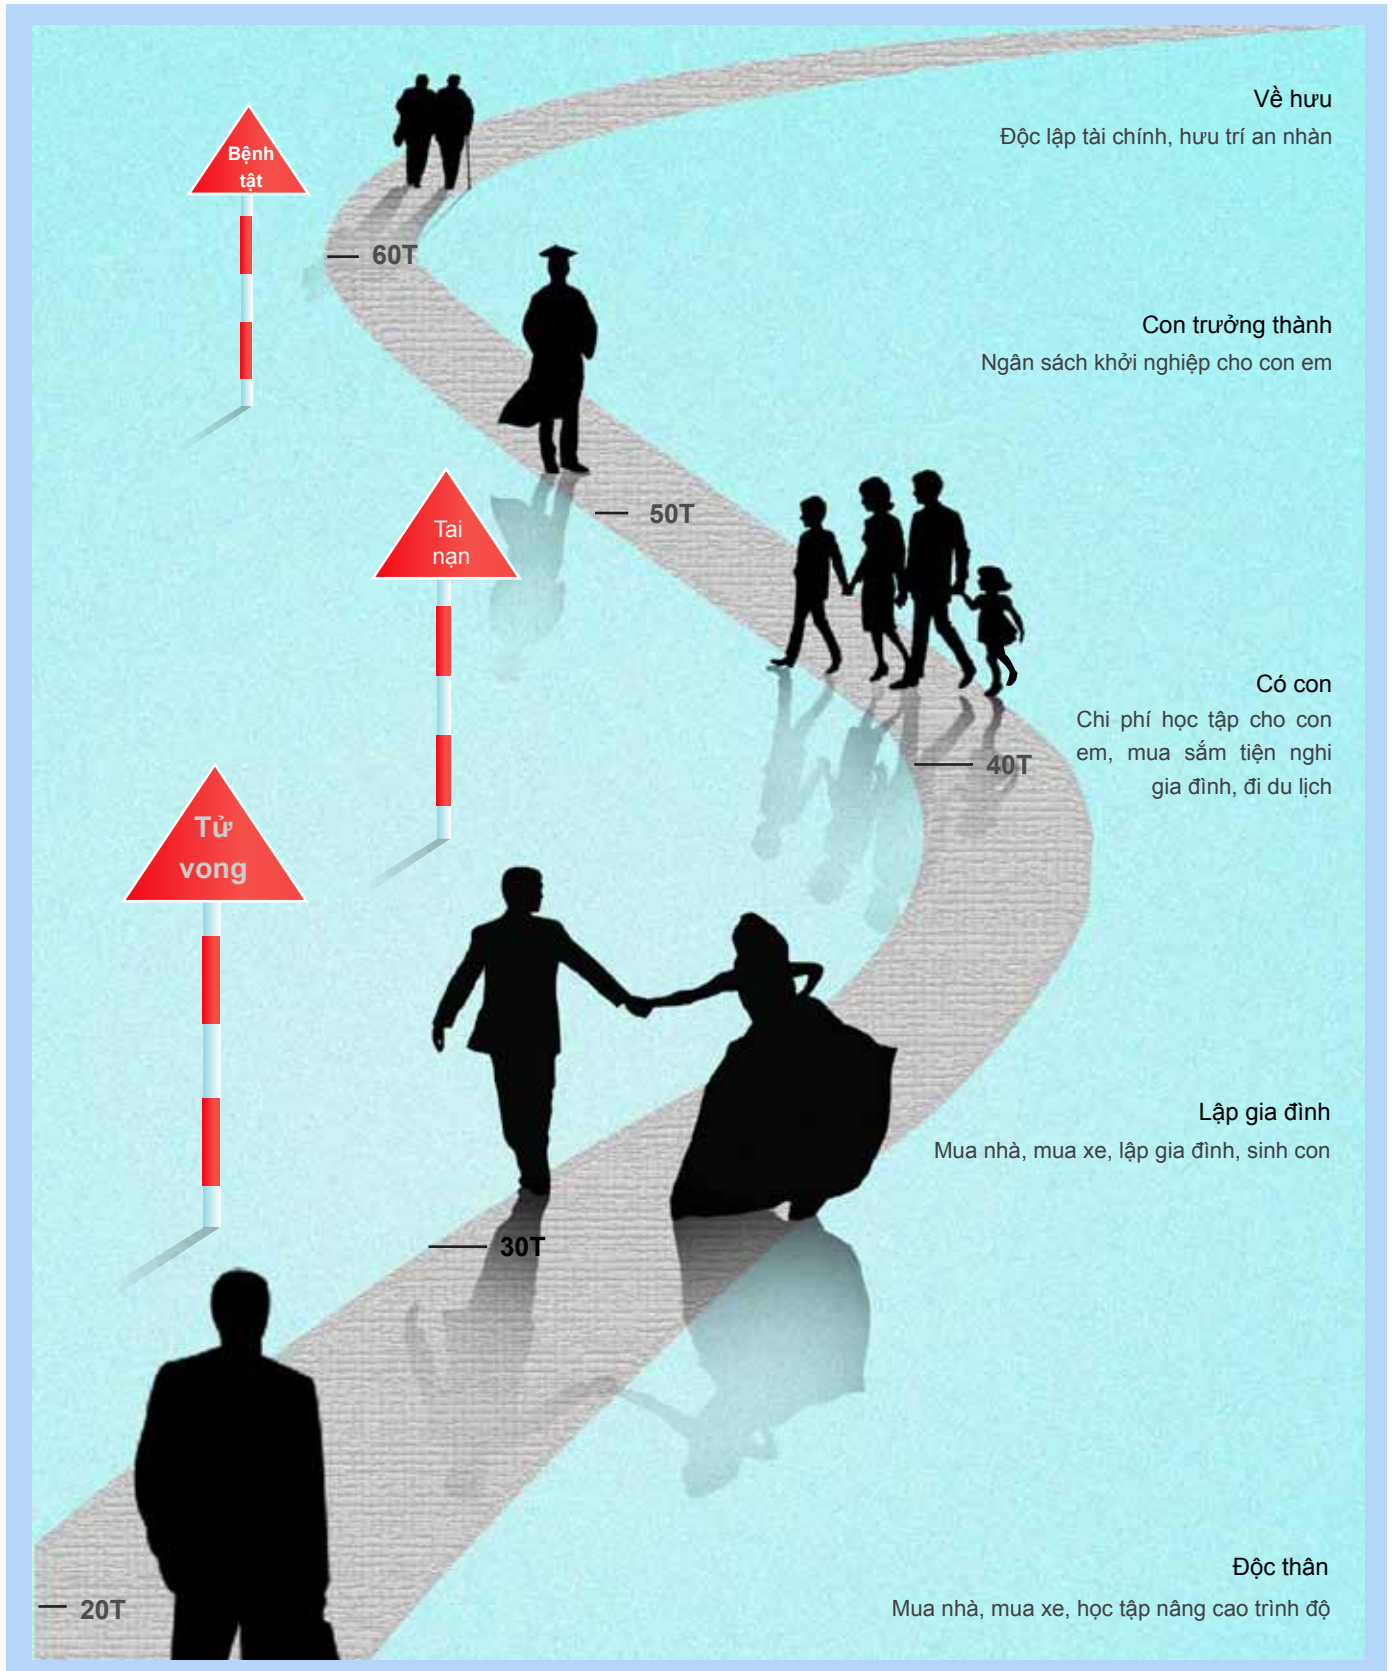 Về hưu
Độc lập tài chính, hưu trí an nhàn
Bệnh
tật
60T
Con trưởng thành
Ngân sách khởi nghiệp cho con em
50T
Tai
nạn
Có con
Chi phí học tập cho con
em, mua sắm tiện nghi
gia đình, đi du lịch
40T
Tử
vong
Lập gia đình
Mua nhà, mua xe, lập gia đình, sinh con
30T
Độc thân
Mua nhà, mua xe, học tập nâng cao trình độ
20T